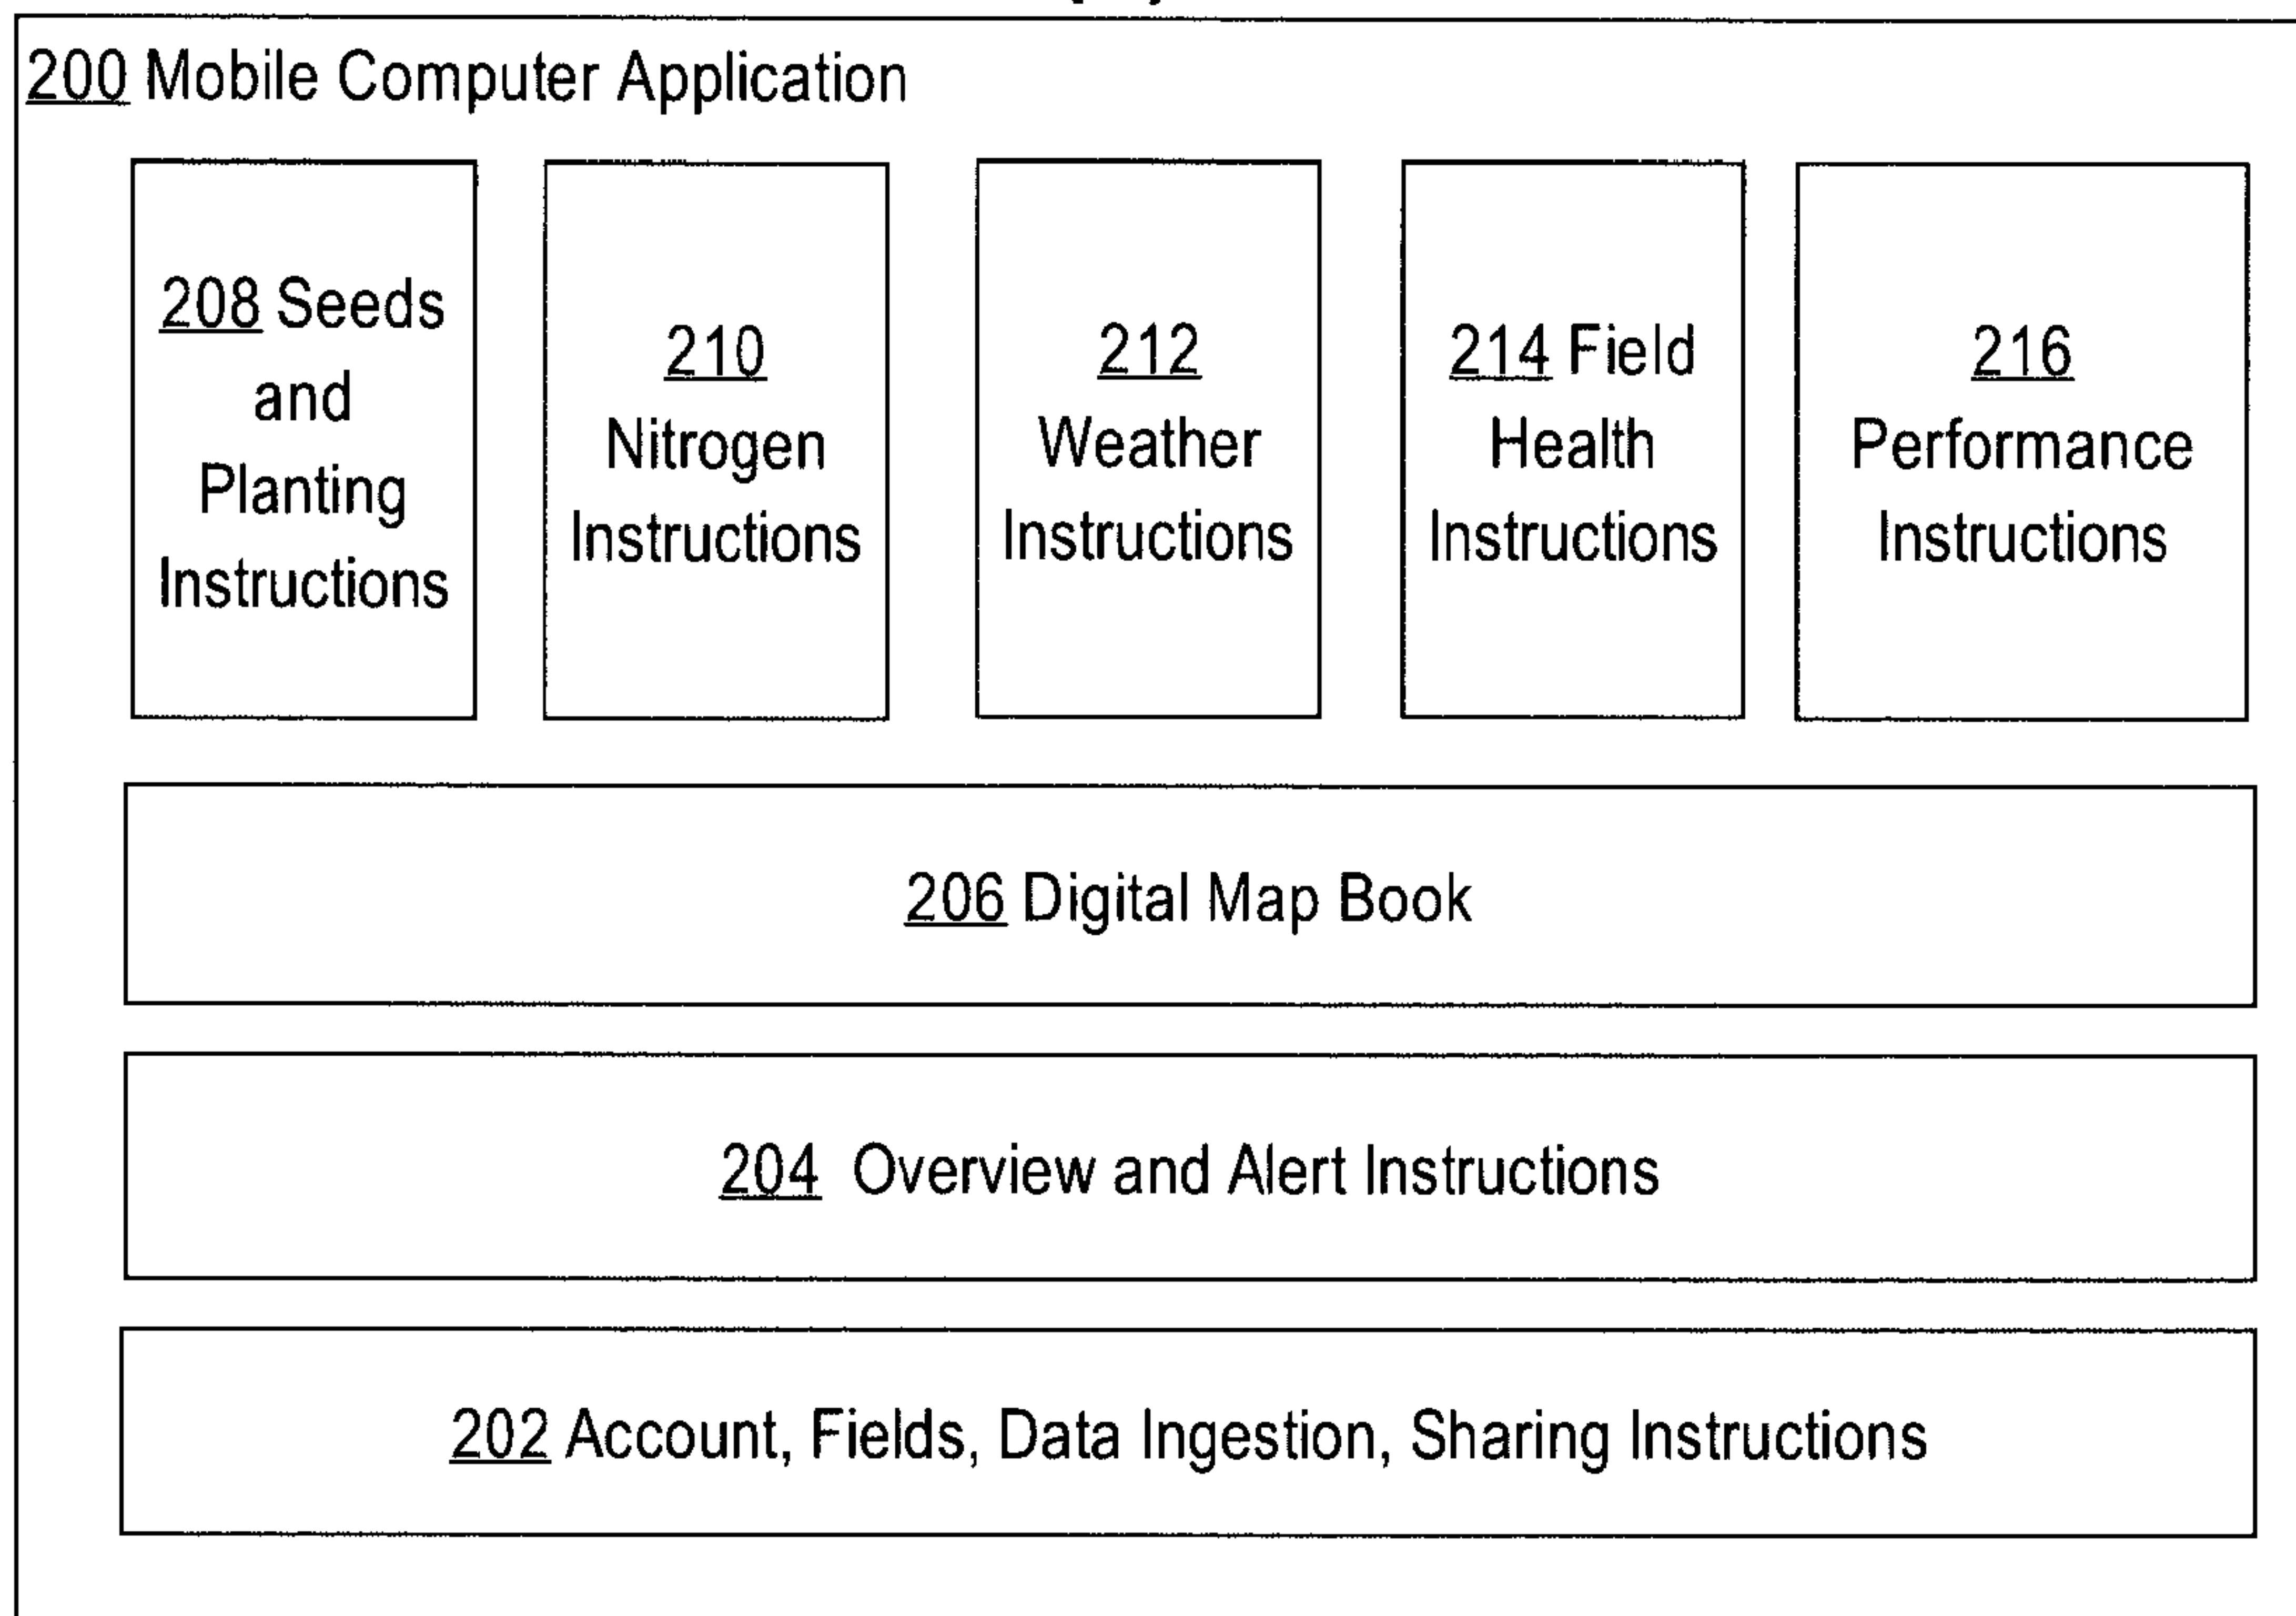 200 Mobile Computer Application
208 Seeds
and
Planting
Instructions
210
Nitrogen
Instructions
212
Weather
Instructions
214 Field
Health
Instructions
216
Performance
Instructions
206 Digital Map Book
204 Overview and Alert Instructions
202 Account, Fields, Data Ingestion, Sharing Instructions